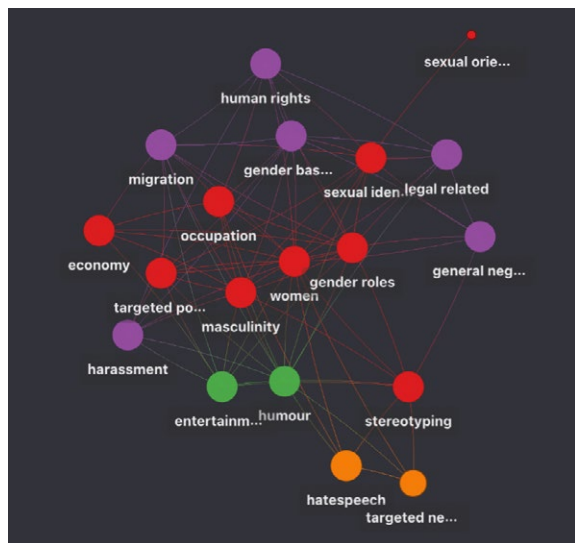 sexual orie...
human rights
gender bas...
migration
sexual iden...
legal related
occupation
economy
gender roles
general neg...
women
targeted po...
masculinity
harassment
entertainm...
humour
stereotyping
hatespeech
targeted ne...